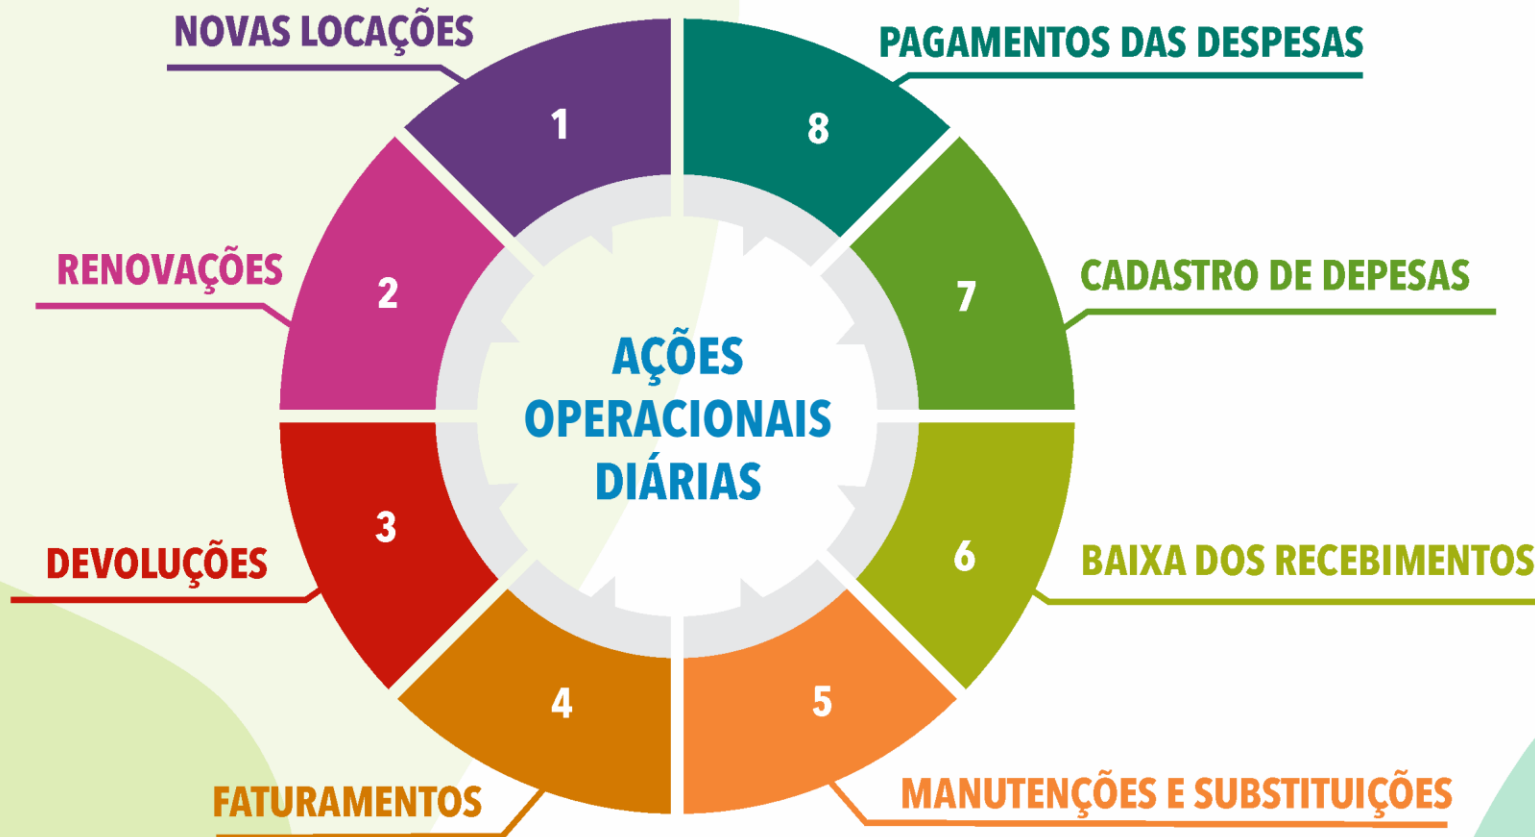 NOVAS LOCAÇÕES
1
RENOVAÇÕES
2
DEVOLUÇÕES
3
FATURAMENTOS
4
MANUTENÇÕES E SUBSTITUIÇÕES
5
BAIXA DOS RECEBIMENTOS
6
CADASTRO DE DEPESAS
7
PAGAMENTOS DAS DESPESAS
8
AÇÕES
OPERACIONAIS
DIÁRIAS